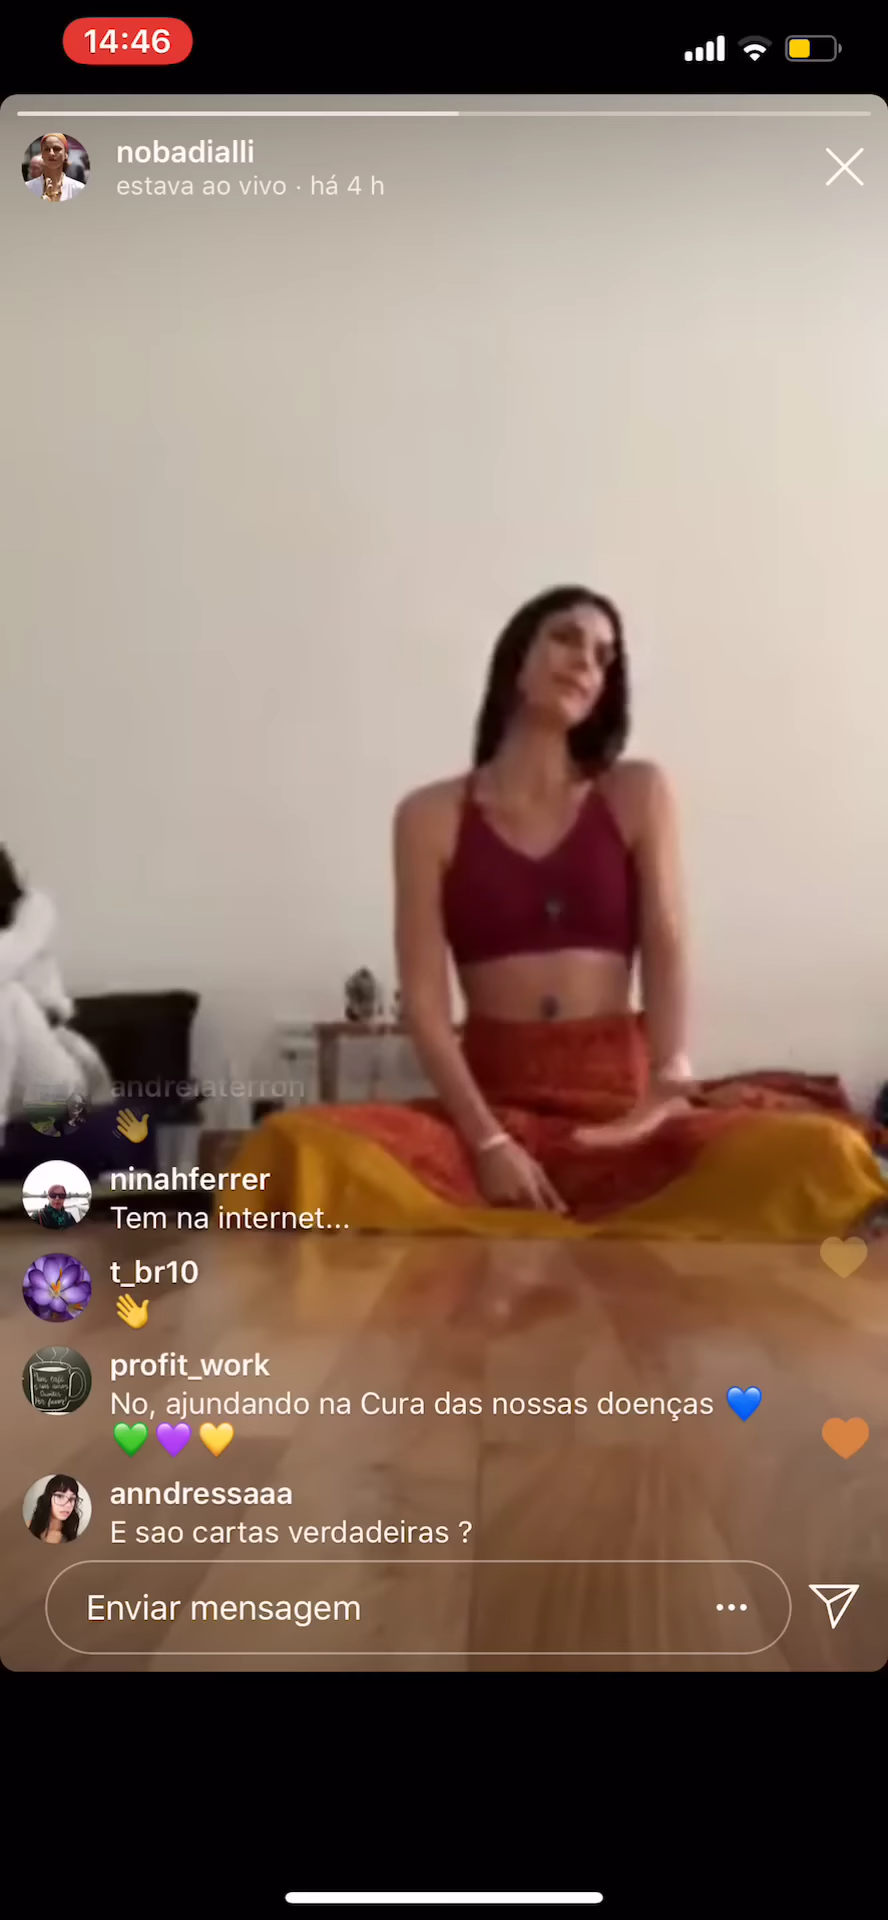 14:46
nobadialli
estava ao vivo · há 4 h
andreiaterron
👋
ninahferrer
Tem na internet...
t_br10
👋
profit_work
No, ajundando na Cura das nossas doenças 💙
💚💜💛
anndressaaa
E sao cartas verdadeiras ?
Enviar mensagem